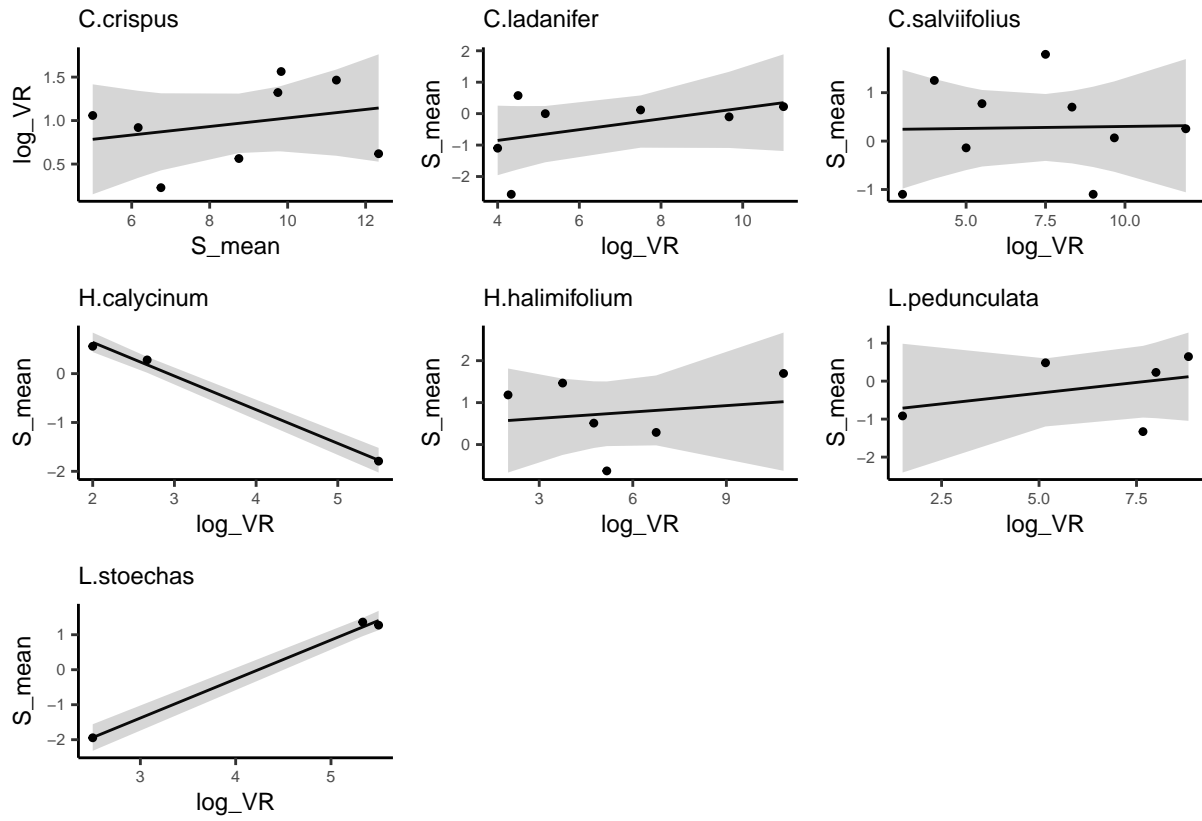 C.crispus
log_VR
1.5
1.0
0.5
6 8 10 12
S_mean
C.ladanifer
S_mean
2
1
0
−1
−2
4 6 8 10
log_VR
C.salviifolius
S_mean
1
0
−1
5.0 7.5 10.0
log_VR
H.calycinum
S_mean
0
−1
−2
2 3 4 5
log_VR
H.halimifolium
S_mean
2
1
0
3 6 9
log_VR
L.pedunculata
S_mean
1
0
−1
−2
2.5 5.0 7.5
log_VR
L.stoechas
S_mean
1
0
−1
−2
3 4 5
log_VR